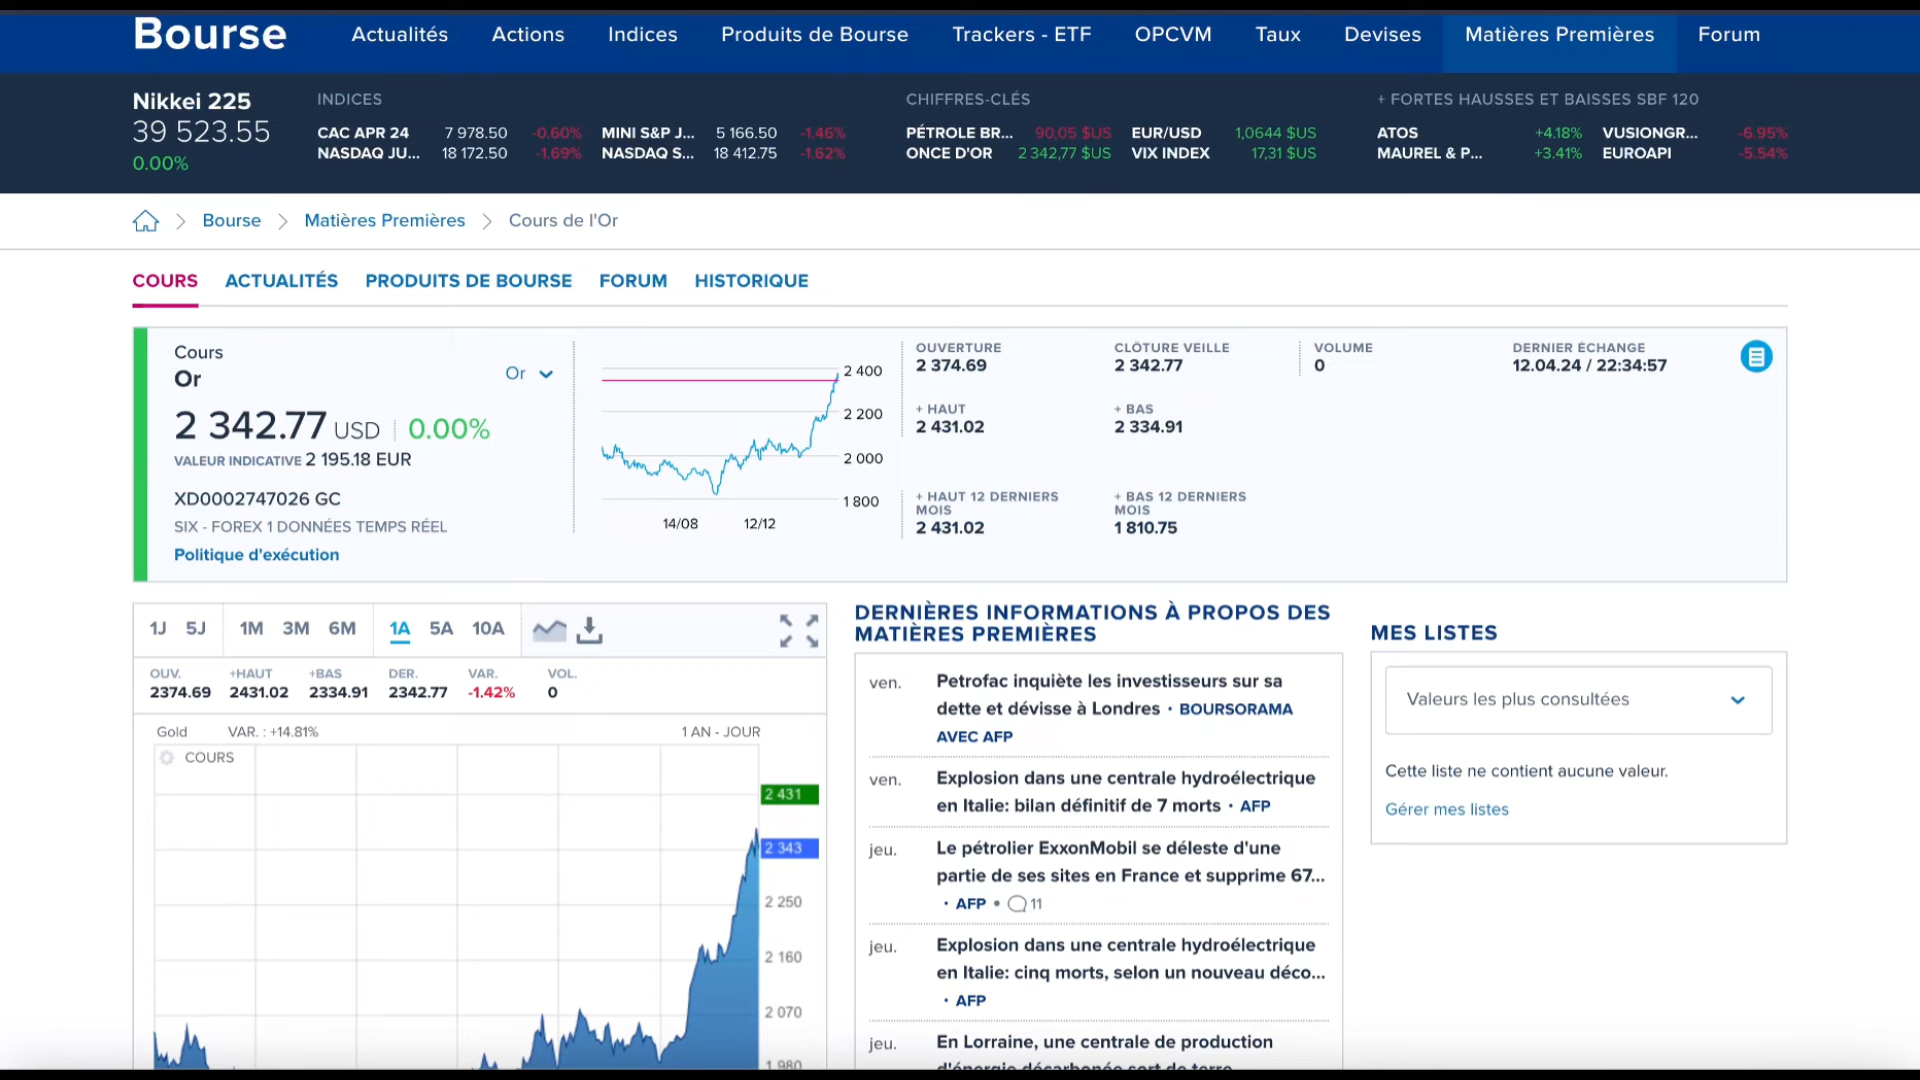 Bourse
Actualités
Actions
Indices
Produits de Bourse
Trackers - ETF
OPCVM
Taux
Devises
Matières Premières
Forum
Nikkei 225
39 523.55
0.00%
INDICES
CAC APR 24 7 978.50 -0.60% MINI S&P J... 5 166.50 -1.46%
NASDAQ JU... 18 172.50 -1.69% NASDAQ S... 18 412.75 -1.62%
CHIFFRES-CLÉS
PÉTROLE BR... 90,05 $US EUR/USD 1,0644 $US
ONCE D'OR 2 342,77 $US VIX INDEX 17,31 $US
+ FORTES HAUSSES ET BAISSES SBF 120
ATOS +4.18% VUSIONGR... -6.95%
MAUREL & P... +3.41% EUROAPI -5.54%
Bourse
Matières Premières
Cours de l'Or
COURS
ACTUALITÉS
PRODUITS DE BOURSE
FORUM
HISTORIQUE
Cours
Or
Or
2 342.77 USD 0.00%
VALEUR INDICATIVE 2 195.18 EUR
XD0002747026 GC
SIX - FOREX 1 DONNÉES TEMPS RÉEL
Politique d'exécution
2 400
2 200
2 000
1 800
14/08 12/12
OUVERTURE
2 374.69
CLÔTURE VEILLE
2 342.77
VOLUME
0
DERNIER ÉCHANGE
12.04.24 / 22:34:57
+ HAUT
2 431.02
+ BAS
2 334.91
+ HAUT 12 DERNIERS
MOIS
2 431.02
+ BAS 12 DERNIERS
MOIS
1 810.75
1J 5J 1M 3M 6M 1A 5A 10A
OUV. +HAUT +BAS DER. VAR. VOL.
2374.69 2431.02 2334.91 2342.77 -1.42% 0
Gold VAR. : +14.81% 1 AN - JOUR
COURS
2 431
2 343
2 250
2 160
2 070
1 980
DERNIÈRES INFORMATIONS À PROPOS DES
MATIÈRES PREMIÈRES
ven. Petrofac inquiète les investisseurs sur sa
dette et dévisse à Londres • BOURSORAMA
AVEC AFP
ven. Explosion dans une centrale hydroélectrique
en Italie: bilan définitif de 7 morts • AFP
jeu. Le pétrolier ExxonMobil se déleste d'une
partie de ses sites en France et supprime 67...
• AFP • 11
jeu. Explosion dans une centrale hydroélectrique
en Italie: cinq morts, selon un nouveau déco...
• AFP
jeu. En Lorraine, une centrale de production
d'énergie décarbonée sort de terre
MES LISTES
Valeurs les plus consultées
Cette liste ne contient aucune valeur.
Gérer mes listes